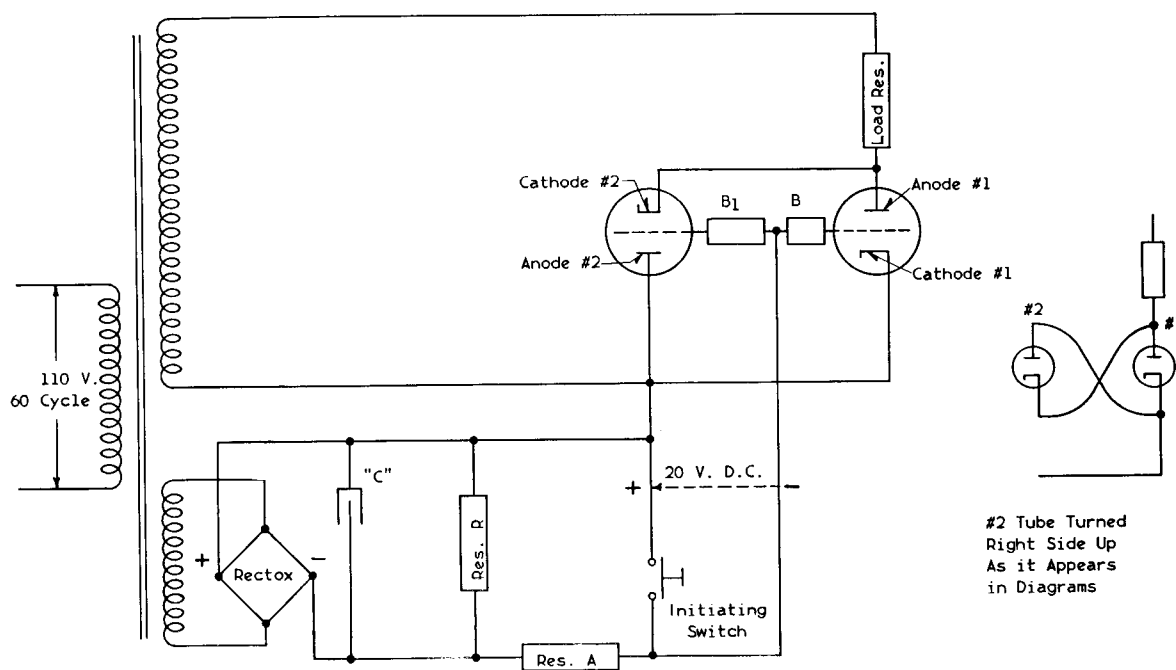 Load Res.
Cathode #2
B1
B
Anode #1
Anode #2
Cathode #1
#2
#
110 V.
60 Cycle
"C"
+ 20 V. D.C. -
Res. R
+ Rectox -
Initiating
Switch
Res. A
#2 Tube Turned
Right Side Up
As it Appears
in Diagrams